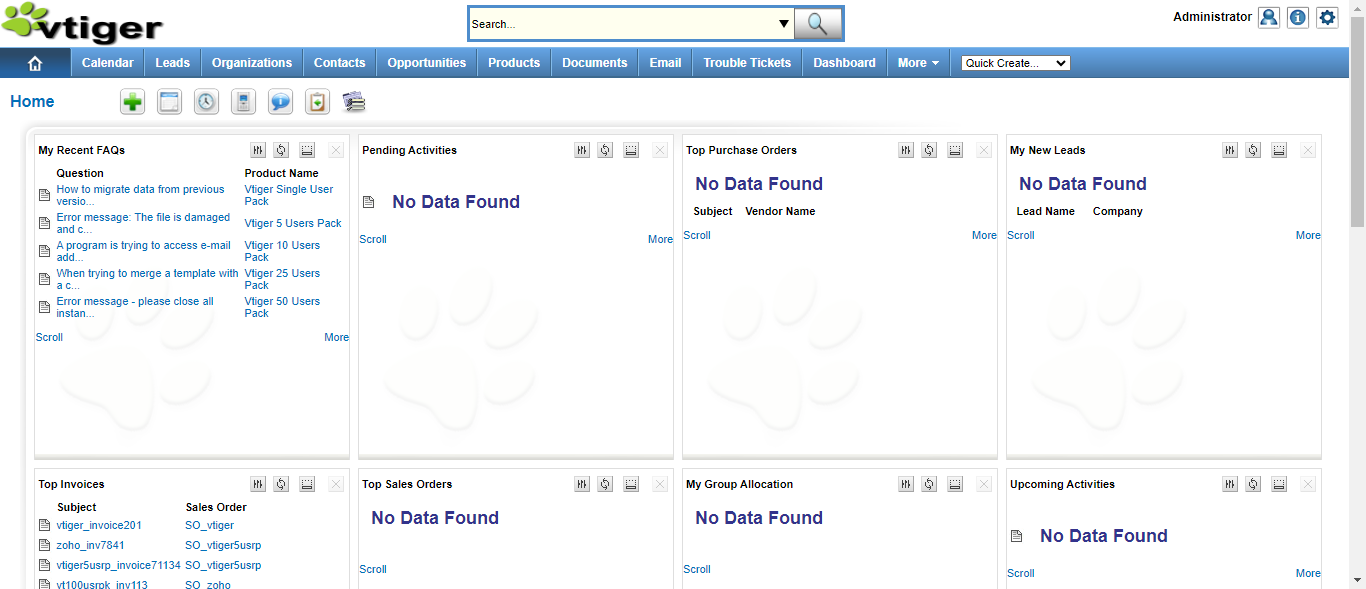 vtiger
Search...
Administrator
Calendar Leads Organizations Contacts Opportunities Products Documents Email Trouble Tickets Dashboard More Quick Create...
Home
My Recent FAQs
Question Product Name
How to migrate data from previous versio... Vtiger Single User Pack
Error message: The file is damaged and c... Vtiger 5 Users Pack
A program is trying to access e-mail add... Vtiger 10 Users Pack
When trying to merge a template with a c... Vtiger 25 Users Pack
Error message - please close all instan... Vtiger 50 Users Pack
Scroll More
Pending Activities
No Data Found
Scroll More
Top Purchase Orders
No Data Found
Subject Vendor Name
Scroll More
My New Leads
No Data Found
Lead Name Company
Scroll More
Top Invoices
Subject Sales Order
vtiger_invoice201 SO_vtiger
zoho_inv7841 SO_vtiger5usrp
vtiger5usrp_invoice71134 SO_vtiger5usrp
vt100usrpk_inv113 SO_zoho
Top Sales Orders
No Data Found
Scroll
My Group Allocation
No Data Found
Scroll
Upcoming Activities
No Data Found
Scroll More